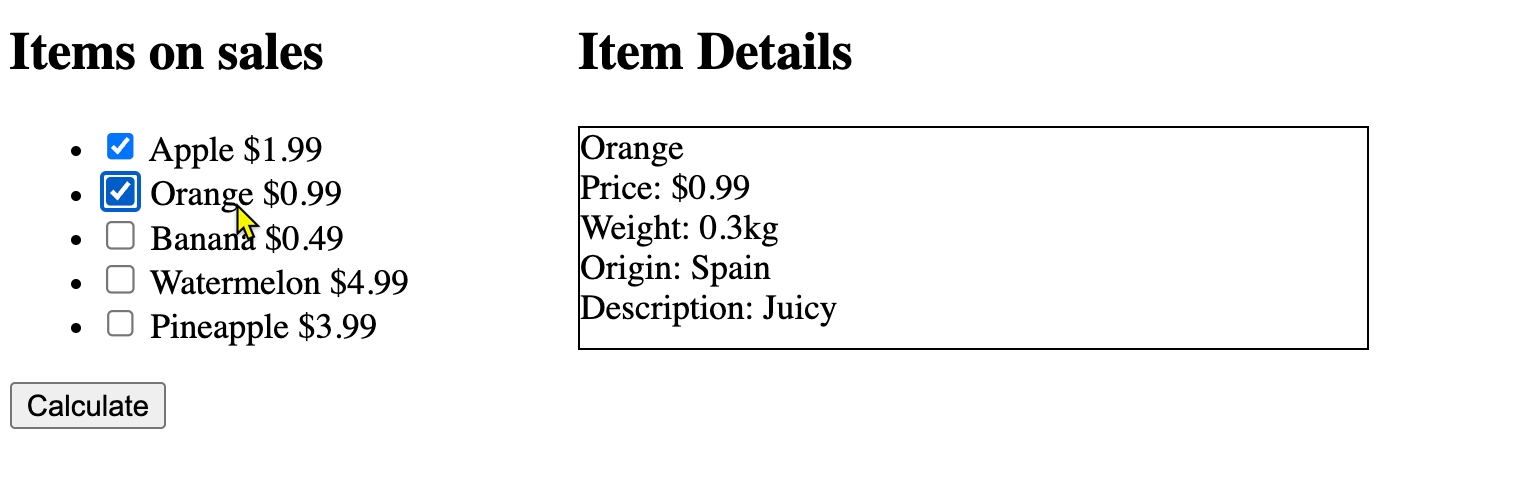 Items on sales
Apple $1.99
Orange $0.99
Banana $0.49
Watermelon $4.99
Pineapple $3.99
Calculate
Item Details
Orange
Price: $0.99
Weight: 0.3kg
Origin: Spain
Description: Juicy